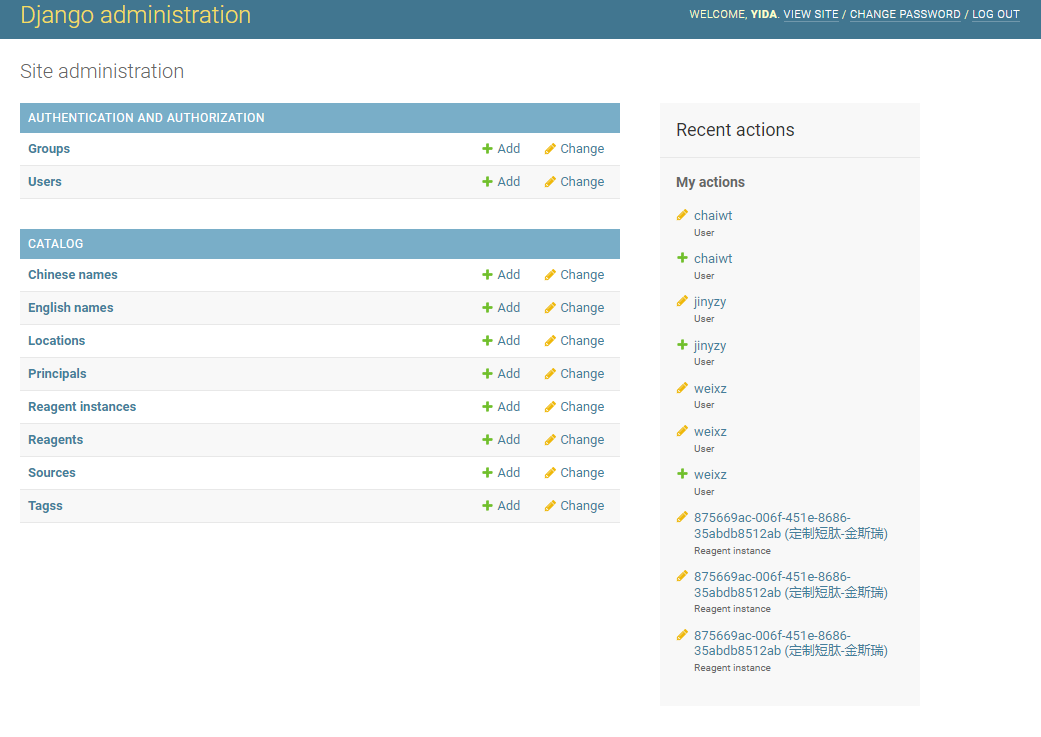 Django administration
WELCOME, YIDA. VIEW SITE / CHANGE PASSWORD / LOG OUT
Site administration
AUTHENTICATION AND AUTHORIZATION
Groups Add Change
Users Add Change
CATALOG
Chinese names Add Change
English names Add Change
Locations Add Change
Principals Add Change
Reagent instances Add Change
Reagents Add Change
Sources Add Change
Tagss Add Change
Recent actions
My actions
chaiwt
User
chaiwt
User
jinyzy
User
jinyzy
User
weixz
User
weixz
User
weixz
User
875669ac-006f-451e-8686-
35abdb8512ab (定制短肽-金斯瑞)
Reagent instance
875669ac-006f-451e-8686-
35abdb8512ab (定制短肽-金斯瑞)
Reagent instance
875669ac-006f-451e-8686-
35abdb8512ab (定制短肽-金斯瑞)
Reagent instance